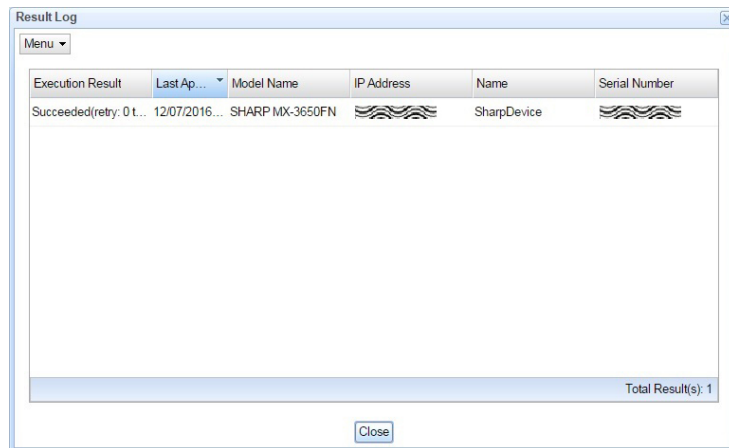 Result Log
Menu
Execution Result Last Ap... Model Name IP Address Name Serial Number
Succeeded(retry: 0 t... 12/07/2016... SHARP MX-3650FN SharpDevice
Total Result(s): 1
Close